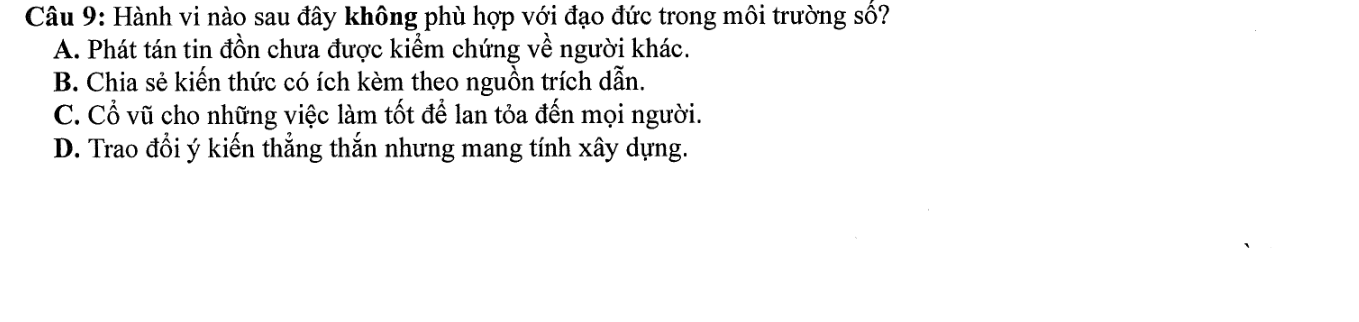 Câu 9: Hành vi nào sau đây không phù hợp với đạo đức trong môi trường số?
A. Phát tán tin đồn chưa được kiểm chứng về người khác.
B. Chia sẻ kiến thức có ích kèm theo nguồn trích dẫn.
C. Cổ vũ cho những việc làm tốt để lan tỏa đến mọi người.
D. Trao đổi ý kiến thẳng thắn nhưng mang tính xây dựng.